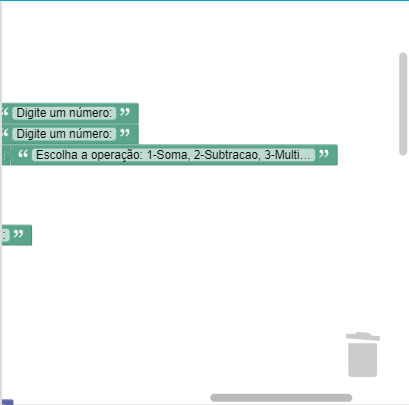 “ Digite um número: ”
“ Digite um número: ”
“ Escolha a operação: 1-Soma, 2-Subtracao, 3-Multi... ”
: ”